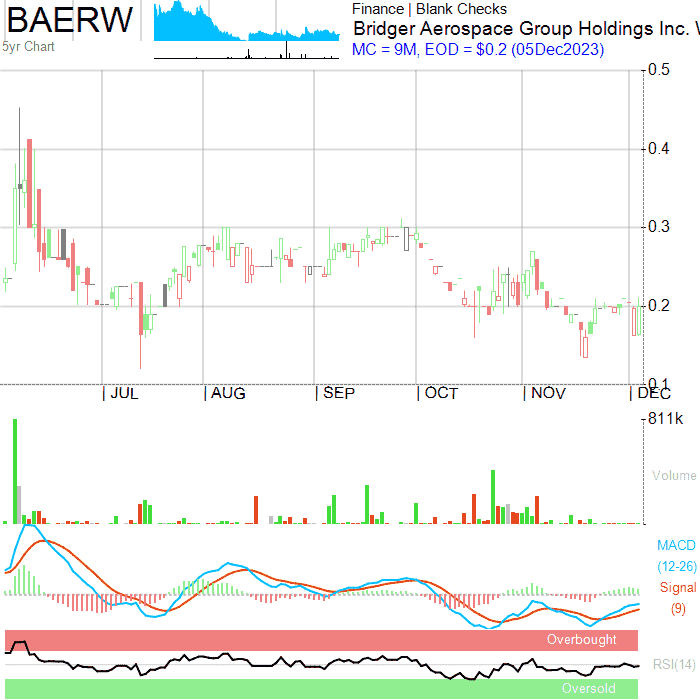 BAERW
5yr Chart
Finance | Blank Checks
Bridger Aerospace Group Holdings Inc. W
MC = 9M, EOD = $0.2 (05Dec2023)
0.5
0.4
0.3
0.2
0.1
| JUL | AUG | SEP | OCT | NOV | DEC
811k
Volume
MACD
(12-26)
Signal
(9)
Overbought
RSI(14)
Oversold